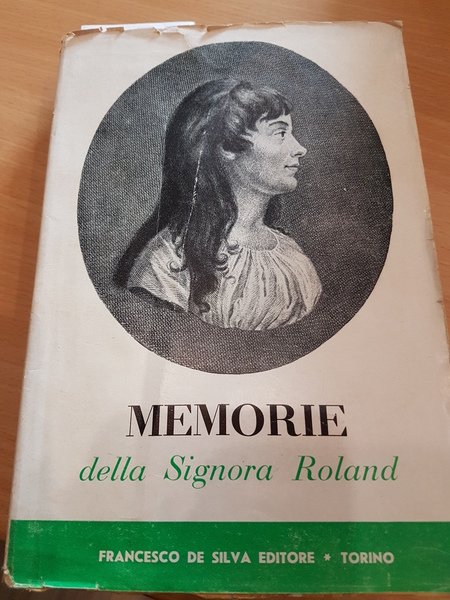 MEMORIE
della Signora Roland
FRANCESCO DE SILVA EDITORE * TORINO